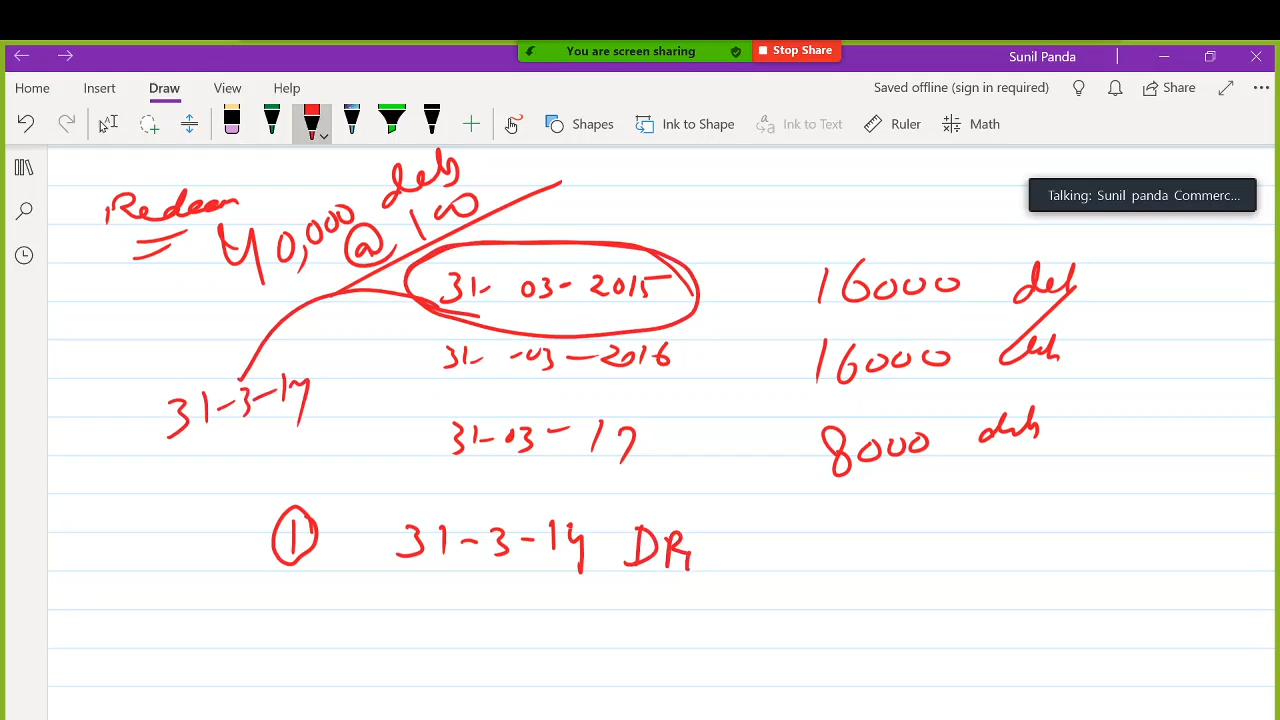 You are screen sharing
Stop Share
Sunil Panda
Home Insert Draw View Help
Saved offline (sign in required)
Share
Shapes
Ink to Shape
Ink to Text
Ruler
Math
Talking: Sunil panda Commerc...
Redeem 40,000 debs @ 100
31-03-2015 16000 deb
31-03-2016 16000 deb
31-3-14
31-03-17 8000 debs
1 31-3-14 DR